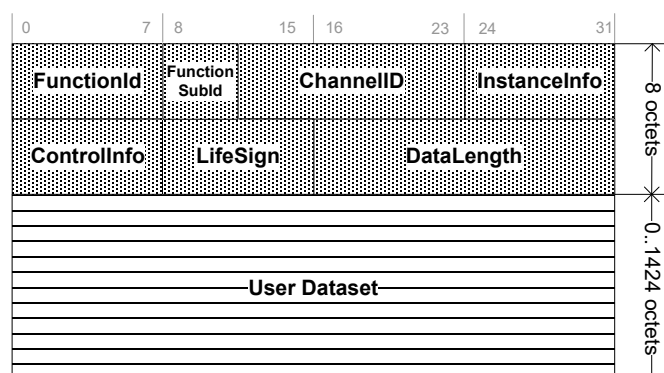 0 7 8 15 16 23 24 31
FunctionId Function SubId ChannelID InstanceInfo
ControlInfo LifeSign DataLength
8 octets
User Dataset
0..1424 octets